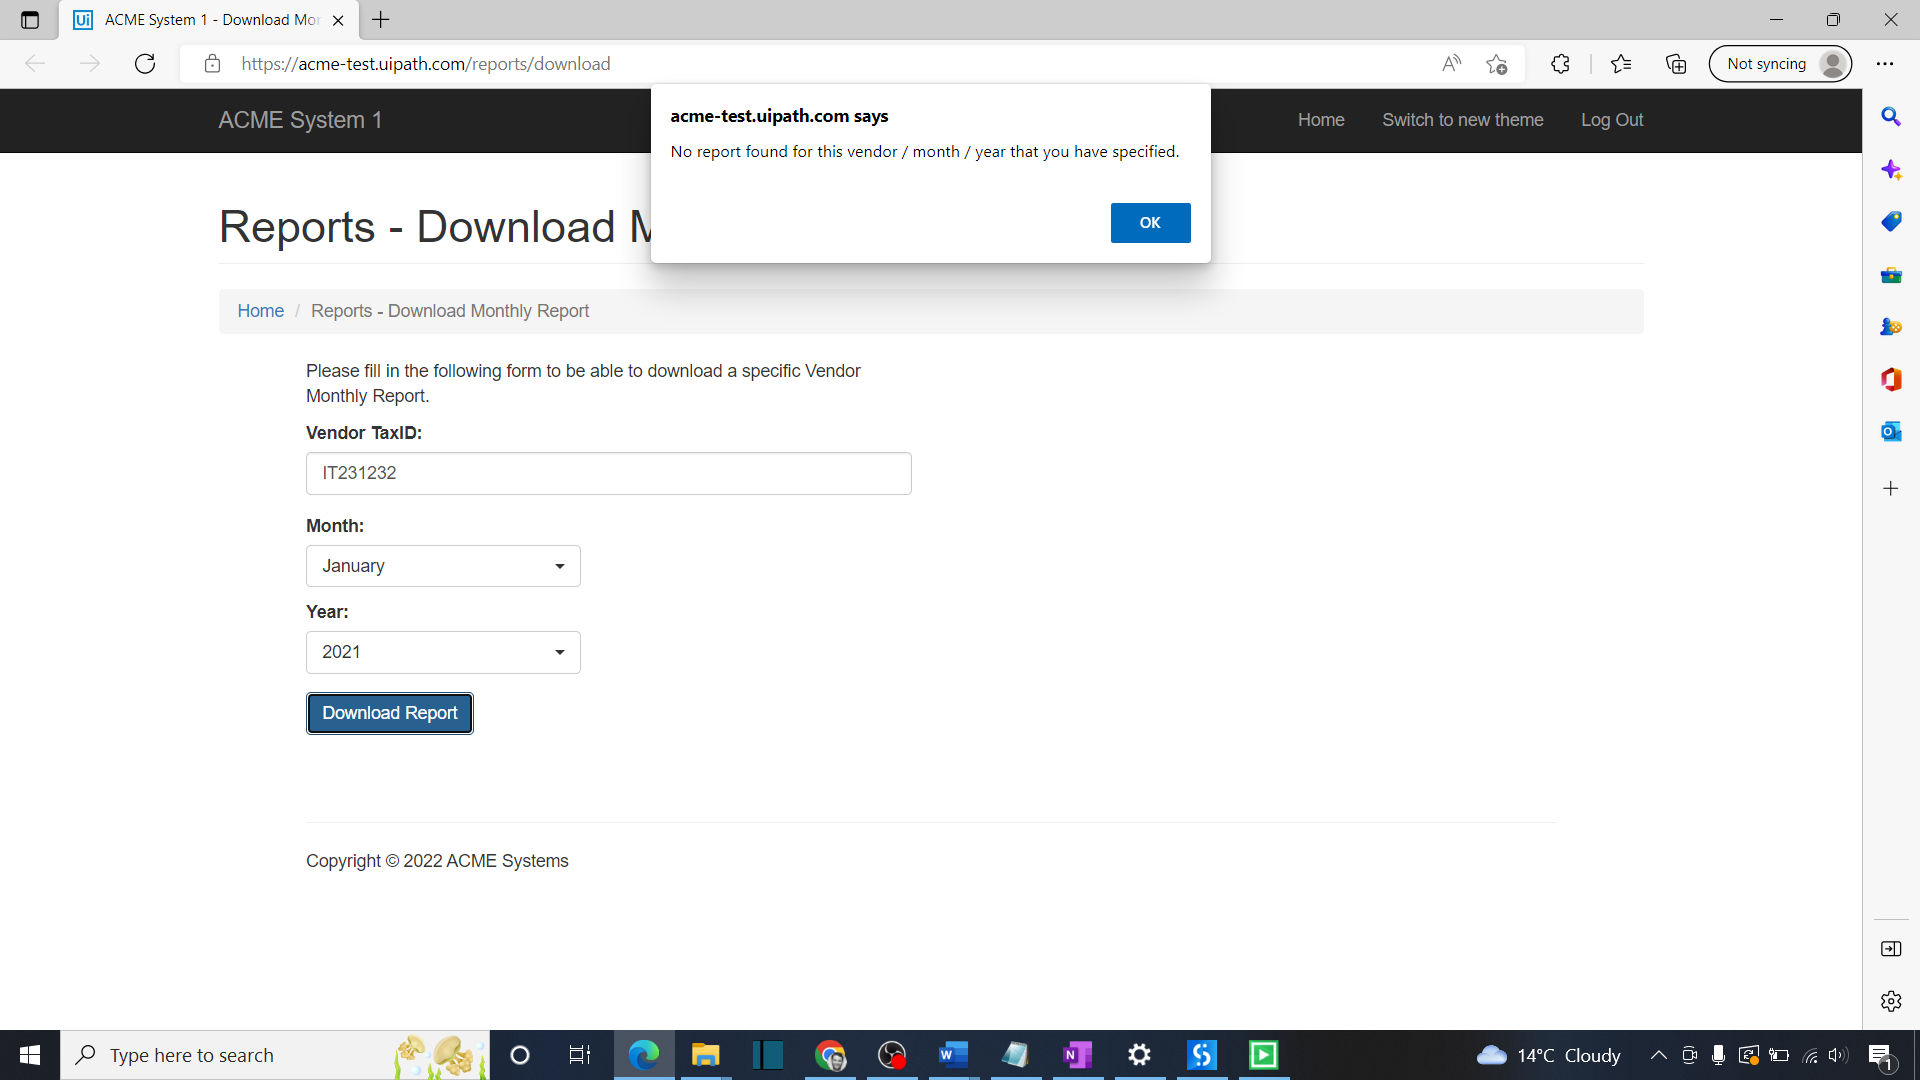 ACME System 1 - Download Mon
https://acme-test.uipath.com/reports/download
Not syncing
acme-test.uipath.com says
No report found for this vendor / month / year that you have specified.
OK
ACME System 1
Home
Switch to new theme
Log Out
Reports - Download M
Home / Reports - Download Monthly Report
Please fill in the following form to be able to download a specific Vendor
Monthly Report.
Vendor TaxID:
IT231232
Month:
January
Year:
2021
Download Report
Copyright © 2022 ACME Systems
Type here to search
14°C Cloudy
1